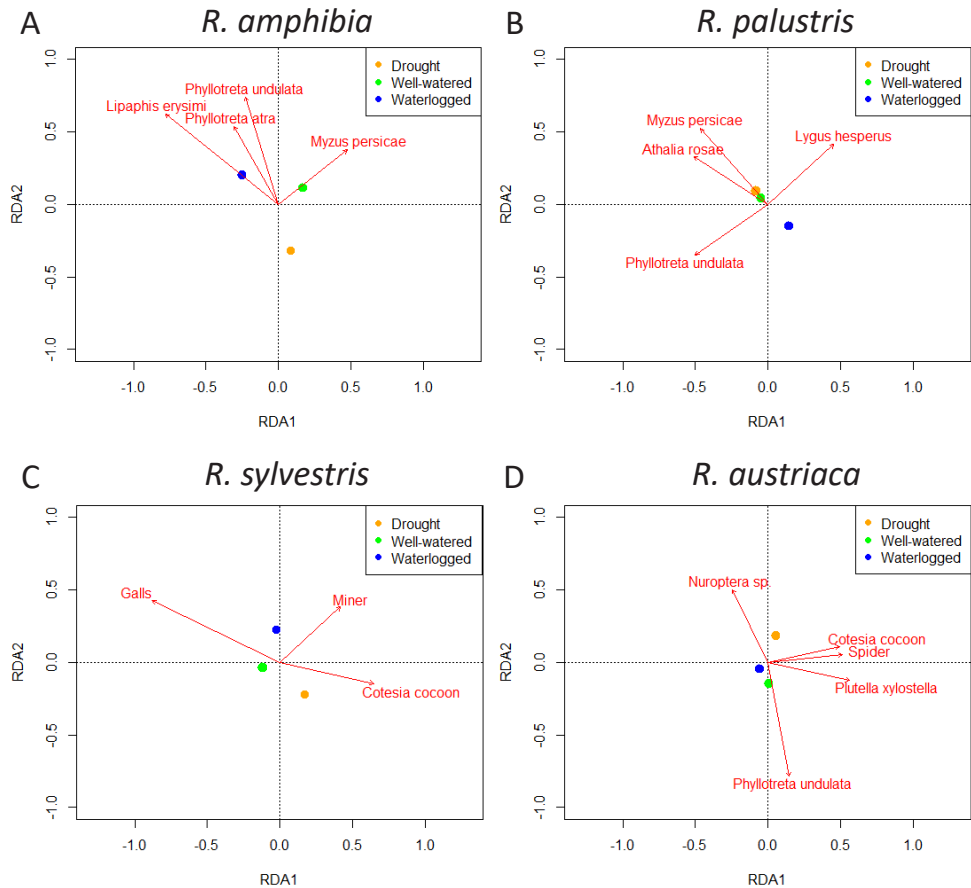 A
R. amphibia
Drought
Well-watered
Waterlogged
Phyllotreta undulata
Lipaphis erysimi
Phyllotreta atra
Myzus persicae
RDA2
1.0
0.5
0.0
-0.5
-1.0
-1.0
-0.5
0.0
0.5
1.0
RDA1
B
R. palustris
Drought
Well-watered
Waterlogged
Myzus persicae
Lygus hesperus
Athalia rosae
Phyllotreta undulata
RDA2
1.0
0.5
0.0
-0.5
-1.0
-1.0
-0.5
0.0
0.5
1.0
RDA1
C
R. sylvestris
Drought
Well-watered
Waterlogged
Galls
Miner
Cotesia cocoon
RDA2
1.0
0.5
0.0
-0.5
-1.0
-1.0
-0.5
0.0
0.5
1.0
RDA1
D
R. austriaca
Drought
Well-watered
Waterlogged
Nuroptera sp.
Cotesia cocoon
Spider
Plutella xylostella
Phyllotreta undulata
RDA2
1.0
0.5
0.0
-0.5
-1.0
-1.0
-0.5
0.0
0.5
1.0
RDA1